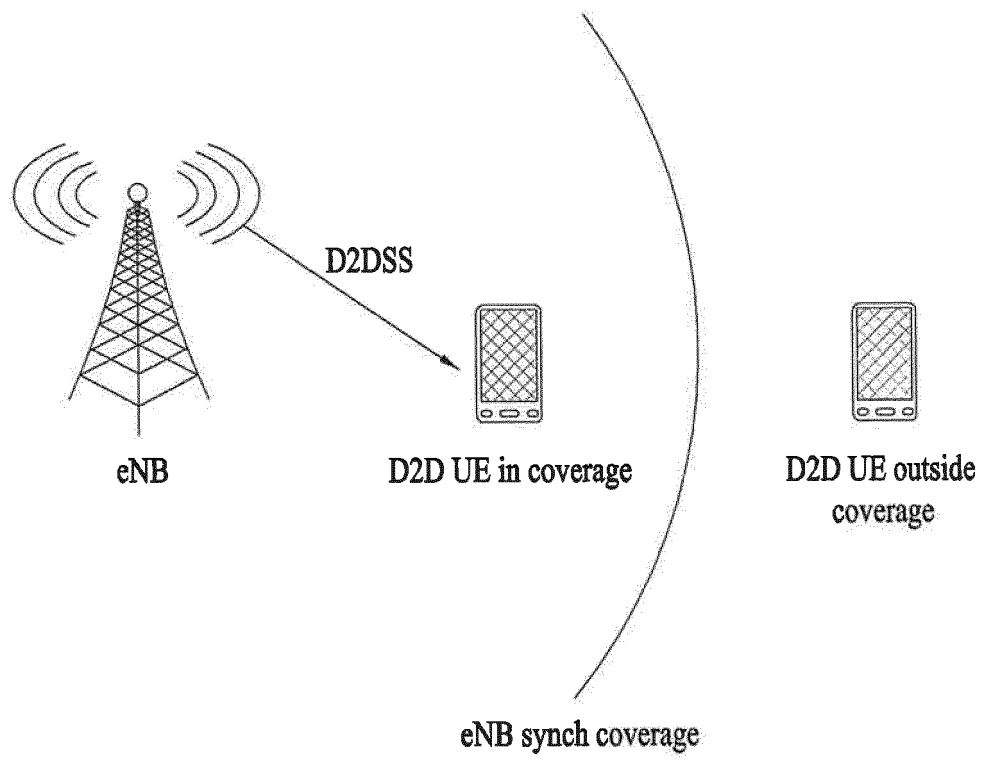 D2DSS
eNB
D2D UE in coverage
D2D UE outside
coverage
eNB synch coverage